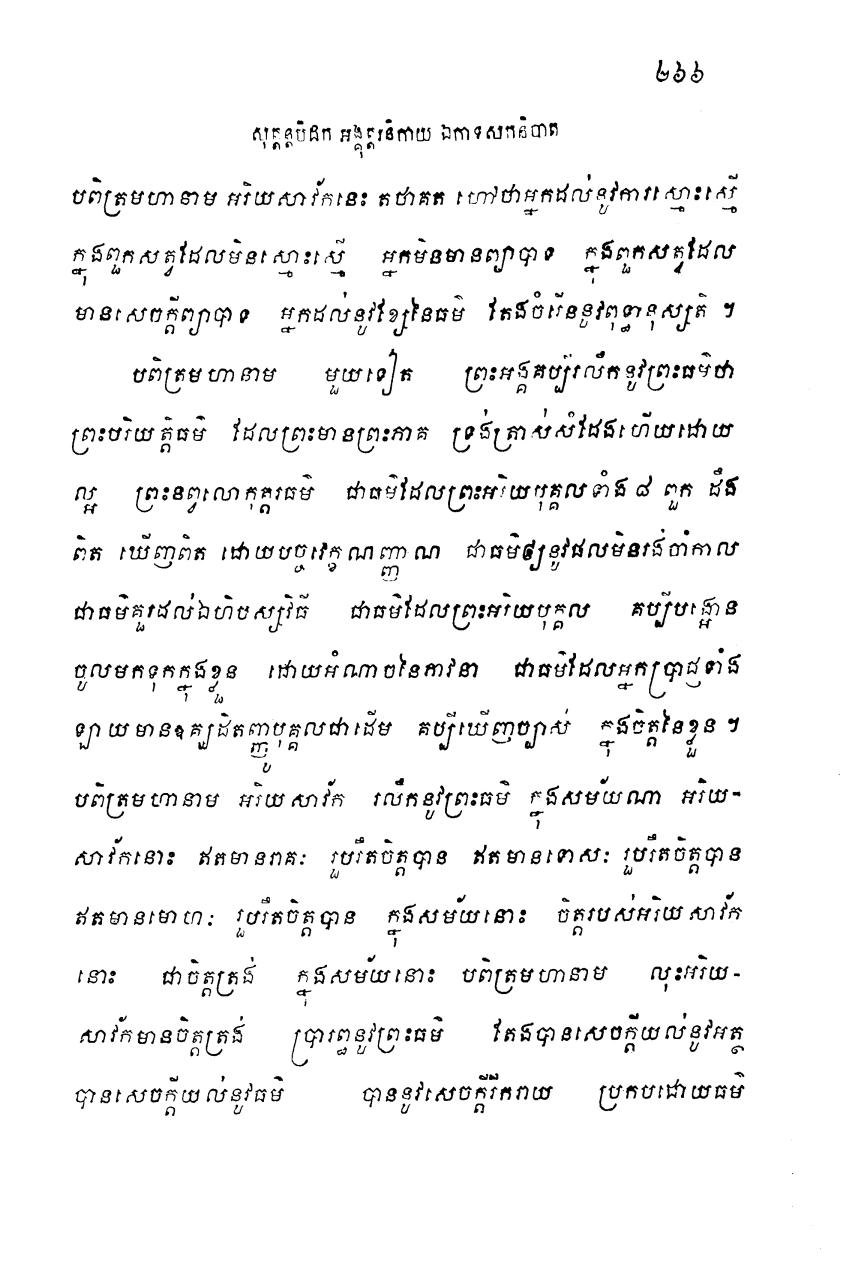 ២៦៦
សុត្តន្តបិដក អង្គុត្តរនិកាយ ឯកាទសកនិបាត
បពិត្រមហានាម អរិយសាវ័កនេះ តថាគត ហៅថាអ្នកដល់នូវការស្មោះស្មើ
ក្នុងពួកសត្វដែលមិនស្មោះស្មើ អ្នកមិនមានព្យាបាទ ក្នុងពួកសត្វដែល
មានសេចក្តីព្យាបាទ អ្នកដល់នូវខ្សែនៃធម៌ តែងចំរើននូវពុទ្ធានុស្សតិ ។
បពិត្រមហានាម មួយទៀត ព្រះអង្គគប្បីរលឹកនូវព្រះធម៌ថា
ព្រះបរិយត្តិធម៌ ដែលព្រះមានព្រះភាគ ទ្រង់ត្រាស់សំដែងហើយដោយ
ល្អ ព្រះនព្វលោកុត្តរធម៌ ជាធម៌ដែលព្រះអរិយបុគ្គលទាំង ៨ ពួក ដឹង
ពិត ឃើញពិត ដោយបច្ចវេក្ខណញ្ញាណ ជាធម៌ឲ្យនូវផលមិនរង់ចាំកាល
ជាធម៌គួរដល់ឯហិបស្សវិធី ជាធម៌ដែលព្រះអរិយបុគ្គល គប្បីបង្អោន
ចូលមកទុកក្នុងខ្លួន ដោយអំណាចនៃភាវនា ជាធម៌ដែលអ្នកប្រាជ្ញទាំង
ឡាយមានឧគ្ឃដិតញ្ញូបុគ្គលជាដើម គប្បីឃើញច្បាស់ ក្នុងចិត្តនៃខ្លួន ។
បពិត្រមហានាម អរិយសាវ័ក រលឹកនូវព្រះធម៌ ក្នុងសម័យណា អរិយ-
សាវ័កនោះ ឥតមានរាគៈ រួបរឹតចិត្តបាន ឥតមានទោសៈ រួបរឹតចិត្តបាន
ឥតមានមោហៈ រួបរឹតចិត្តបាន ក្នុងសម័យនោះ ចិត្តរបស់អរិយសាវ័ក
នោះ ជាចិត្តត្រង់ ក្នុងសម័យនោះ បពិត្រមហានាម លុះអរិយ-
សាវ័កមានចិត្តត្រង់ ប្រារព្ធនូវព្រះធម៌ តែងបានសេចក្តីយល់នូវអត្ថ
បានសេចក្តីយល់នូវធម៌ បាននូវសេចក្តីរីករាយ ប្រកបដោយធម៌